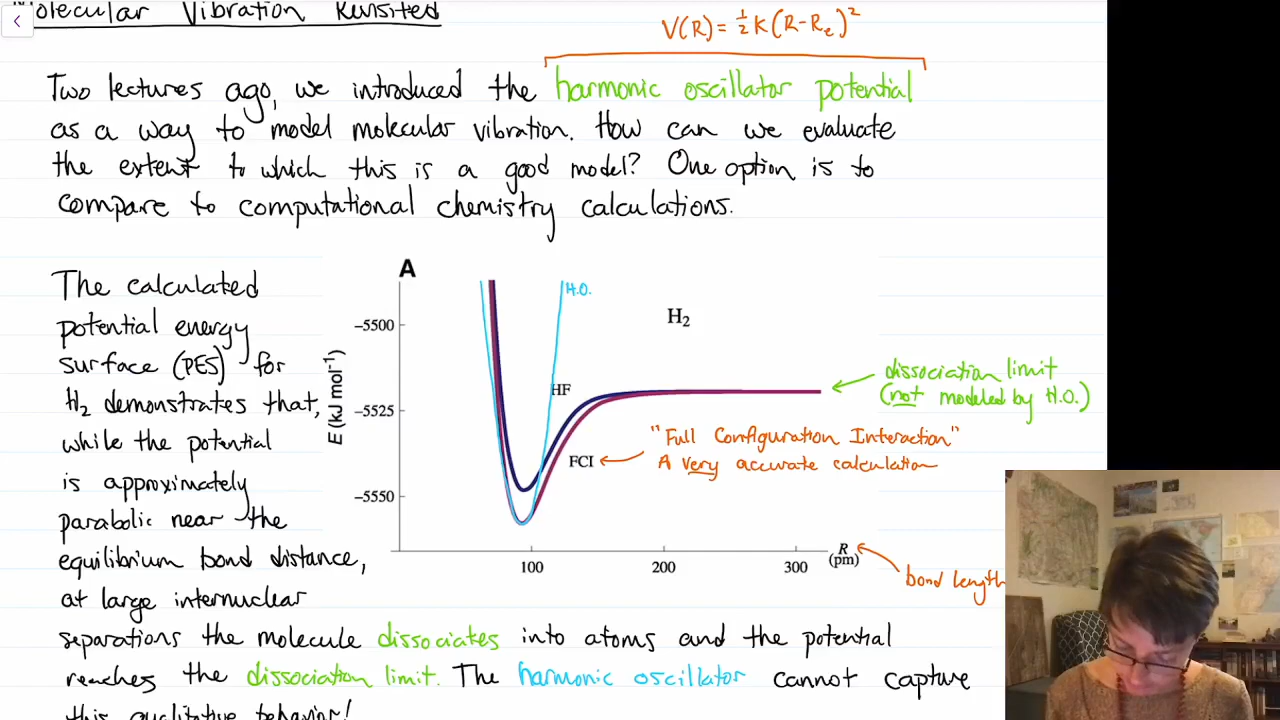 Molecular Vibration Revisited
V(R) = ½K(R-Rₑ)²
Two lectures ago, we introduced the harmonic oscillator potential
as a way to model molecular vibration. How can we evaluate
the extent to which this is a good model? One option is to
compare to computational chemistry calculations.
The calculated
potential energy
surface (PES) for
H₂ demonstrates that,
while the potential
is approximately
parabolic near the
equilibrium bond distance,
at large internuclear
separations the molecule dissociates into atoms and the potential
reaches the dissociation limit. The harmonic oscillator cannot capture
this qualitative behavior!
A
H.O.
H₂
-5500
HF
-5525
E (kJ mol⁻¹)
FCI
-5550
100
200
300
R
(pm)
dissociation limit
(not modeled by H.O.)
"Full Configuration Interaction"
A very accurate calculation
bond length